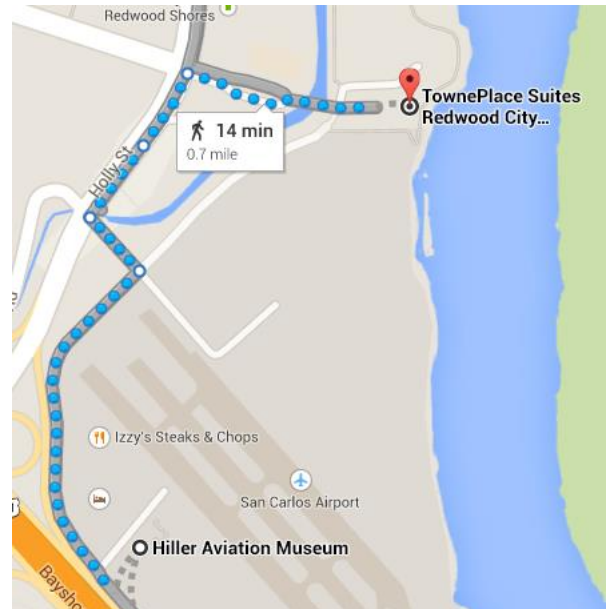 Redwood
Shores
TownePlace Suites
Redwood City...
14 min
0.7 mile
Holly St
Izzy's Steaks & Chops
San Carlos Airport
Hiller Aviation Museum